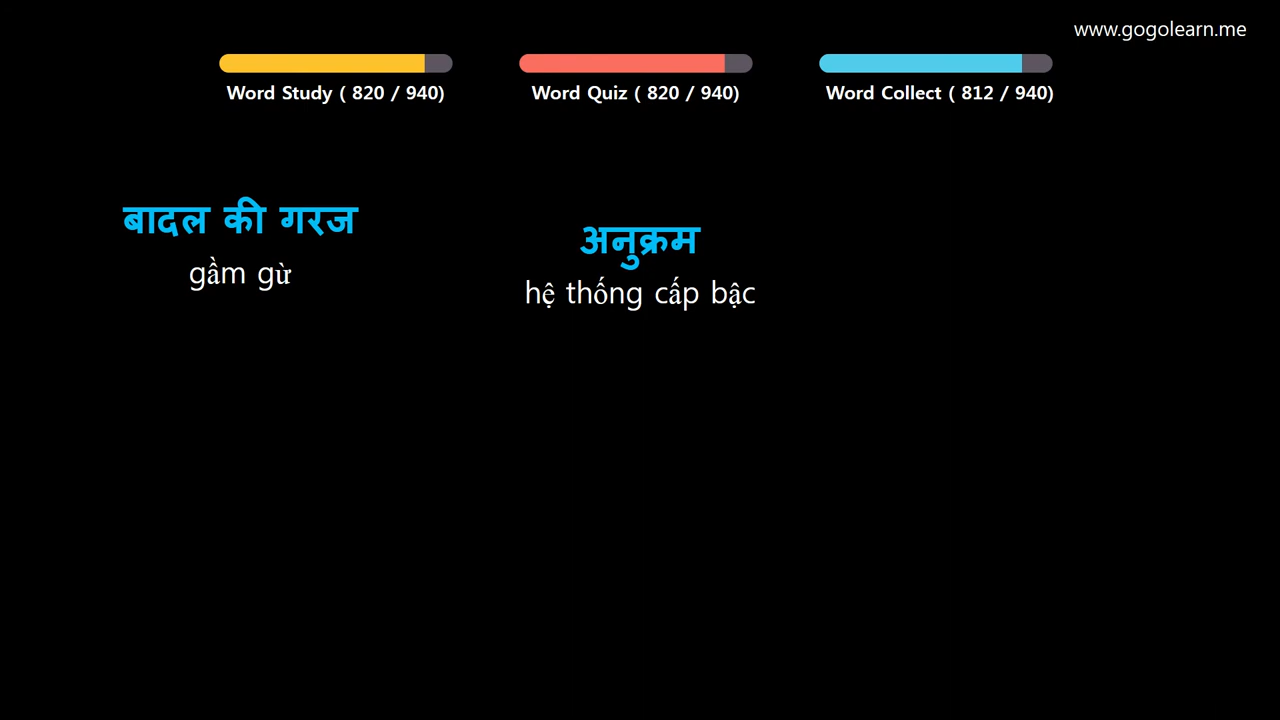 www.gogolearn.me
Word Study ( 820 / 940)
Word Quiz ( 820 / 940)
Word Collect ( 812 / 940)
बादल की गरज
gầm gừ
अनुक्रम
hệ thống cấp bậc